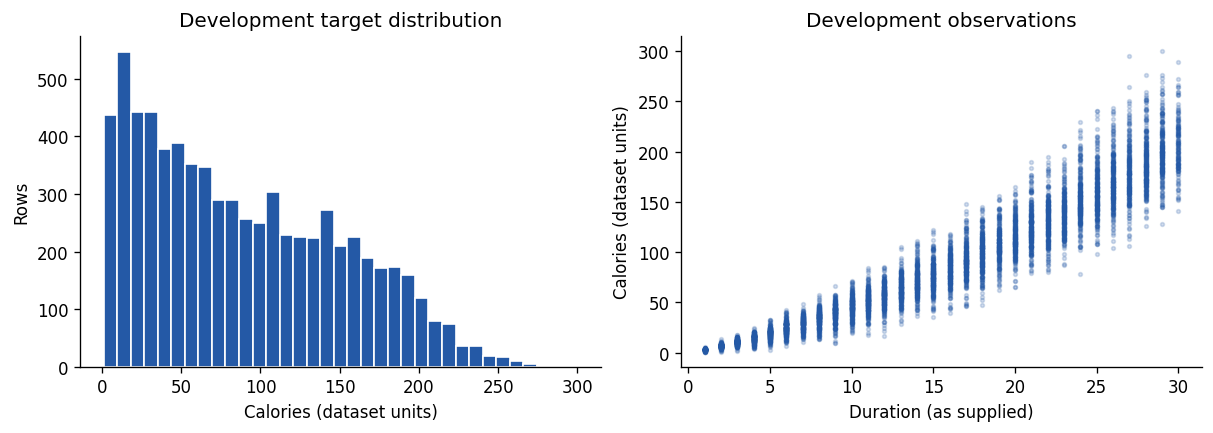 Development target distribution
Rows
500
400
300
200
100
0
0 50 100 150 200 250 300
Calories (dataset units)
Development observations
Calories (dataset units)
300
250
200
150
100
50
0
0 5 10 15 20 25 30
Duration (as supplied)